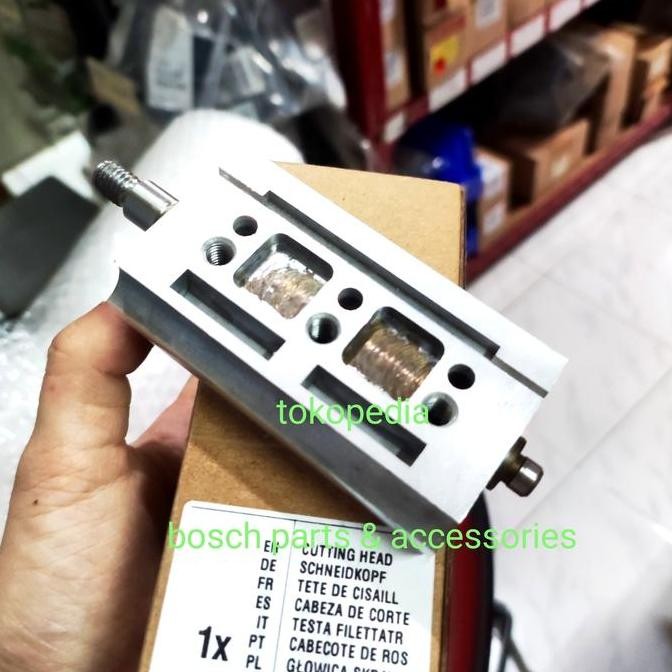 tokopedia
bosch parts & accessories
CUTTING HEAD
DE SCHNEIDKOPF
FR TETE DE CISAILL
ES CABEZA DE CORTE
IT TESTA FILETTATR
1x
PT CABECOTE DE ROS
PL